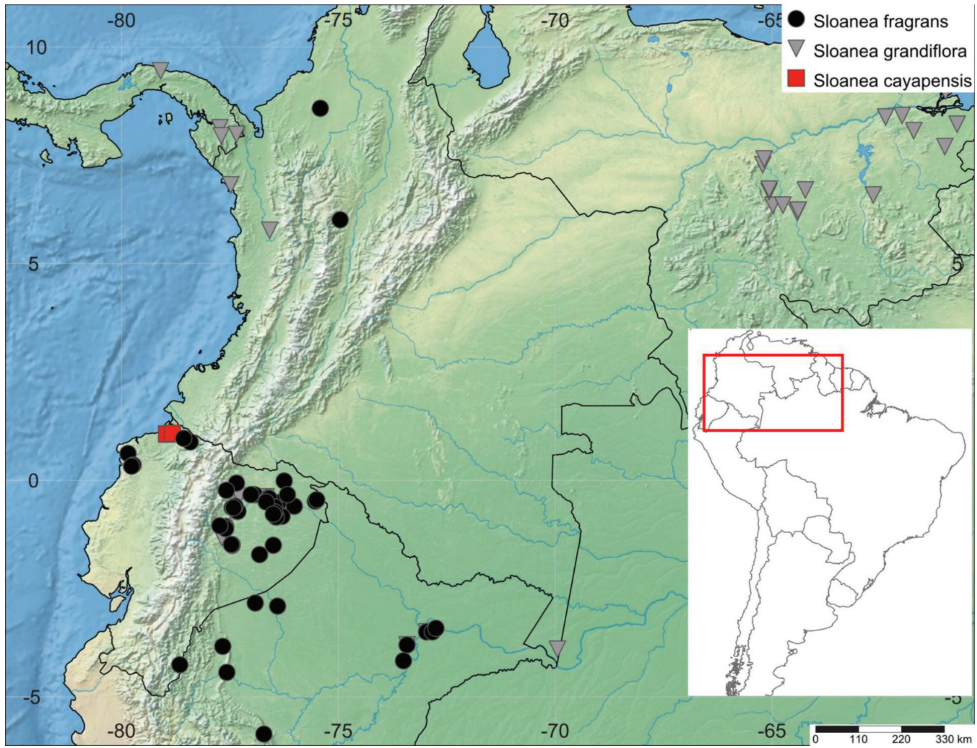 -80 -75 -70 -65
10
Sloanea fragrans
Sloanea grandiflora
Sloanea cayapensis
5 5
0
-5 -5
-80 -75 -70 -65
0 110 220 330 km